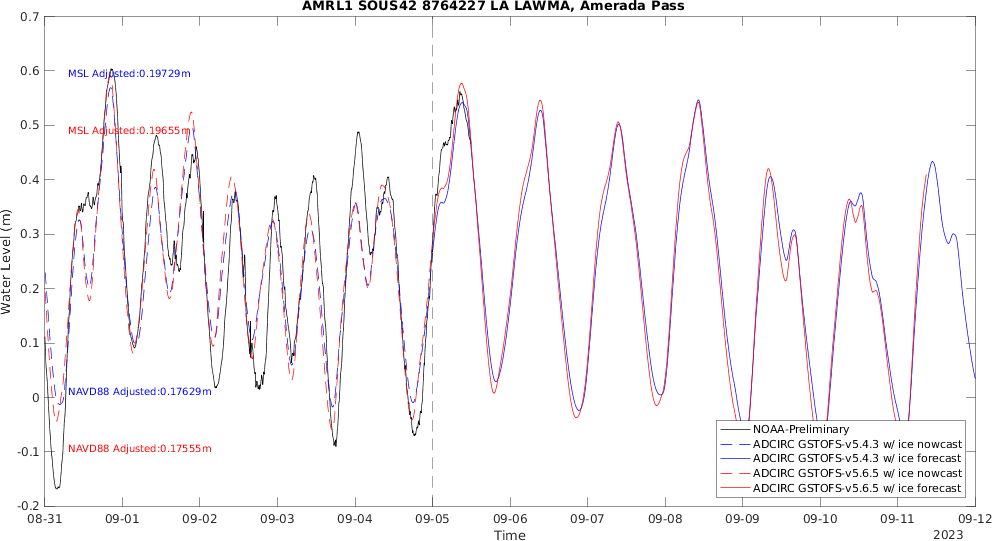 AMRL1 SOUS42 8764227 LA LAWMA, Amerada Pass
0.7
0.6
0.5
0.4
0.3
0.2
0.1
0
-0.1
-0.2
Water Level (m)
MSL Adjusted:0.19729m
MSL Adjusted:0.19655m
NAVD88 Adjusted:0.17629m
NAVD88 Adjusted:0.17555m
NOAA-Preliminary
ADCIRC GSTOFS-v5.4.3 w/ ice nowcast
ADCIRC GSTOFS-v5.4.3 w/ ice forecast
ADCIRC GSTOFS-v5.6.5 w/ ice nowcast
ADCIRC GSTOFS-v5.6.5 w/ ice forecast
08-31 09-01 09-02 09-03 09-04 09-05 09-06 09-07 09-08 09-09 09-10 09-11 09-12
Time
2023